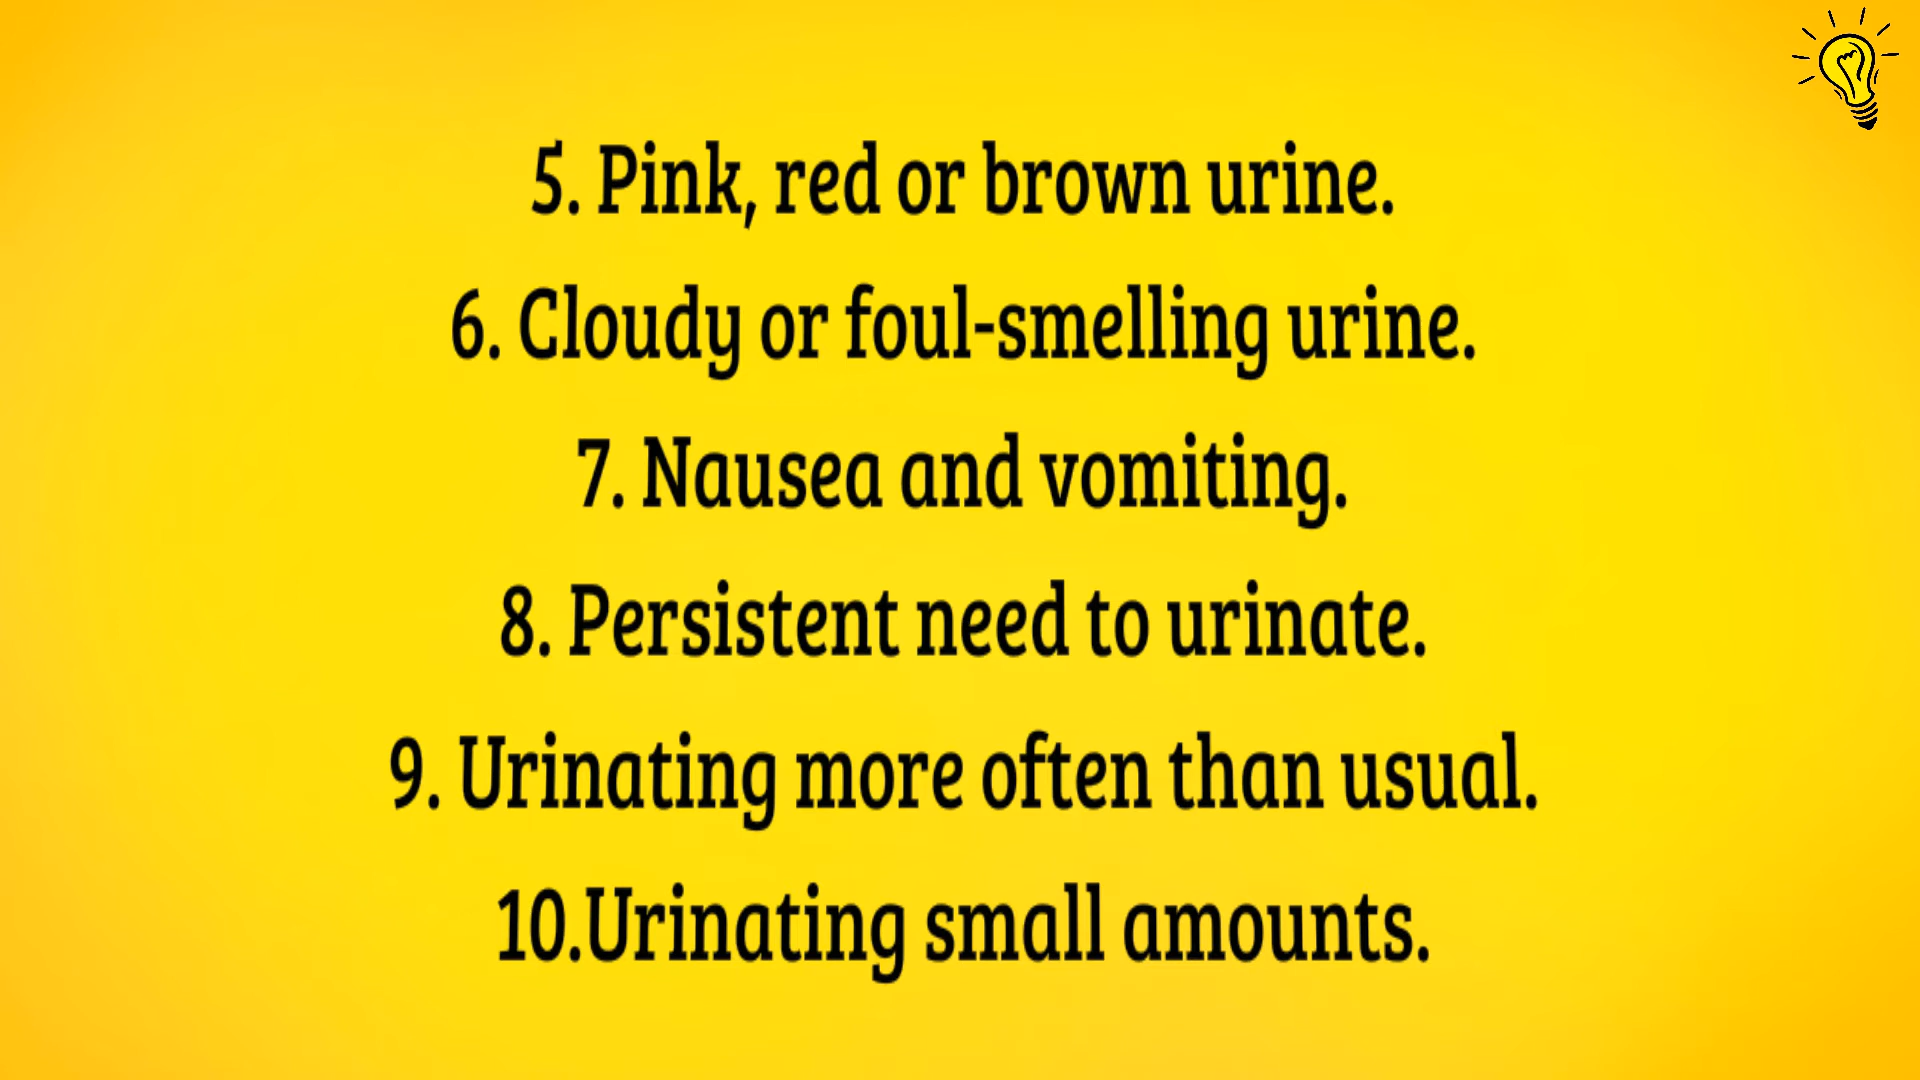 5. Pink, red or brown urine.
6. Cloudy or foul-smelling urine.
7. Nausea and vomiting.
8. Persistent need to urinate.
9. Urinating more often than usual.
10.Urinating small amounts.